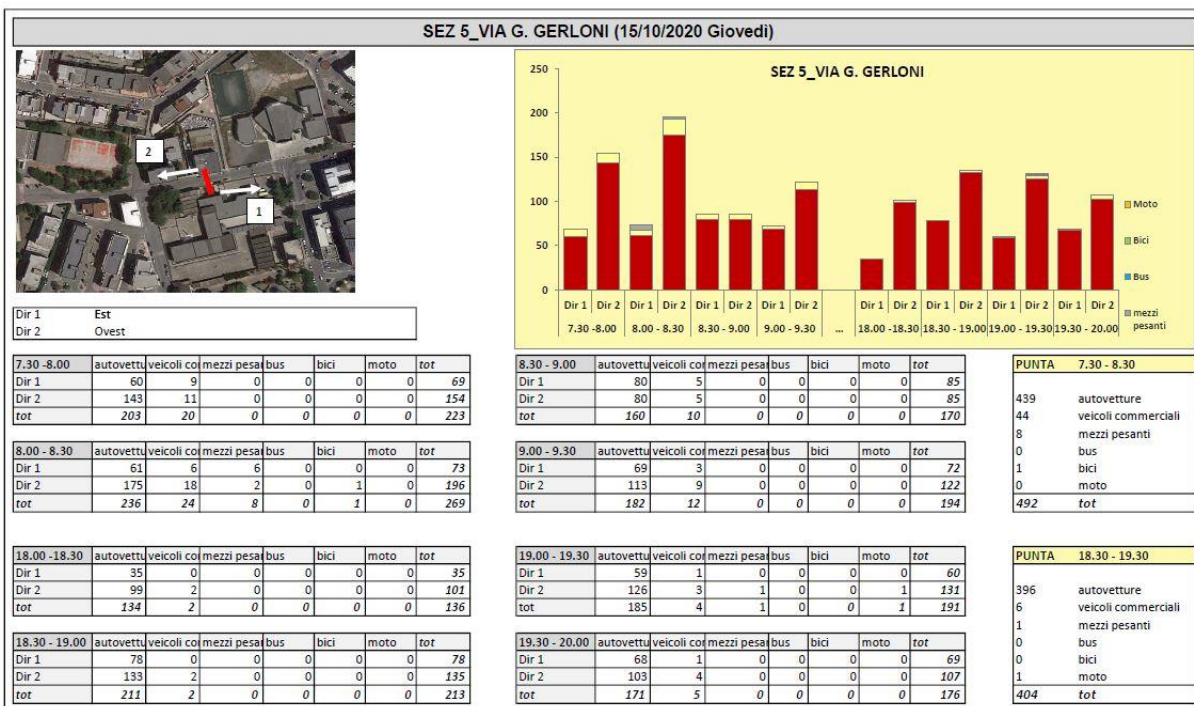 SEZ 5_VIA G. GERLONI (15/10/2020 Giovedì)
2
1
Dir 1 Est
Dir 2 Ovest
SEZ 5_VIA G. GERLONI
250
200
150
100
50
0
Dir 1 Dir 2 Dir 1 Dir 2 Dir 1 Dir 2 Dir 1 Dir 2 Dir 1 Dir 2 Dir 1 Dir 2 Dir 1 Dir 2 Dir 1 Dir 2
7.30 -8.00 8.00 - 8.30 8.30 - 9.00 9.00 - 9.30 ... 18.00 -18.30 18.30 - 19.00 19.00 - 19.30 19.30 - 20.00
Moto
Bici
Bus
mezzi
pesanti
7.30 -8.00 autovettu veicoli co mezzi pesa bus bici moto tot
Dir 1 60 9 0 0 0 0 69
Dir 2 143 11 0 0 0 0 154
tot 203 20 0 0 0 0 223
8.00 - 8.30 autovettu veicoli co mezzi pesa bus bici moto tot
Dir 1 61 6 6 0 0 0 73
Dir 2 175 18 2 0 1 0 196
tot 236 24 8 0 1 0 269
8.30 - 9.00 autovettu veicoli co mezzi pesa bus bici moto tot
Dir 1 80 5 0 0 0 0 85
Dir 2 80 5 0 0 0 0 85
tot 160 10 0 0 0 0 170
9.00 - 9.30 autovettu veicoli co mezzi pesa bus bici moto tot
Dir 1 69 3 0 0 0 0 72
Dir 2 113 9 0 0 0 0 122
tot 182 12 0 0 0 0 194
PUNTA 7.30 - 8.30
439 autovetture
44 veicoli commerciali
8 mezzi pesanti
0 bus
1 bici
0 moto
492 tot
18.00 -18.30 autovettu veicoli co mezzi pesa bus bici moto tot
Dir 1 35 0 0 0 0 0 35
Dir 2 99 2 0 0 0 0 101
tot 134 2 0 0 0 0 136
18.30 - 19.00 autovettu veicoli co mezzi pesa bus bici moto tot
Dir 1 78 0 0 0 0 0 78
Dir 2 133 2 0 0 0 0 135
tot 211 2 0 0 0 0 213
19.00 - 19.30 autovettu veicoli co mezzi pesa bus bici moto tot
Dir 1 59 1 0 0 0 0 60
Dir 2 126 3 1 0 0 1 131
tot 185 4 1 0 0 1 191
19.30 - 20.00 autovettu veicoli co mezzi pesa bus bici moto tot
Dir 1 68 1 0 0 0 0 69
Dir 2 103 4 0 0 0 0 107
tot 171 5 0 0 0 0 176
PUNTA 18.30 - 19.30
396 autovetture
6 veicoli commerciali
1 mezzi pesanti
0 bus
0 bici
1 moto
404 tot